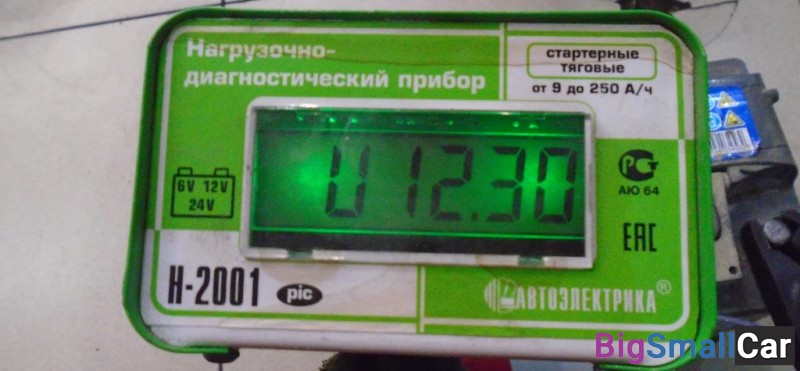 Нагрузочно-
диагностический прибор
стартерные
тяговые
от 9 до 250 А/ч
6V 12V
24V
U 12.30
РСТ
АЮ 64
ЕАС
Н-2001 pic
АВТОЭЛЕКТРИКА®
BigSmallCar